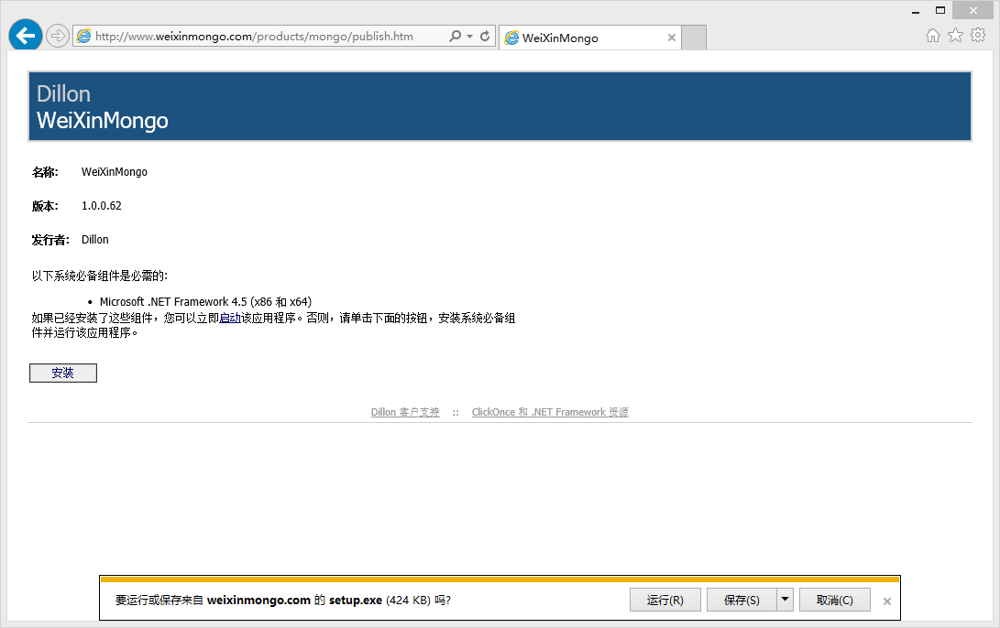 http://www.weixinmongo.com/products/mongo/publish.htm
WeiXinMongo
Dillon
WeiXinMongo
名称: WeiXinMongo
版本: 1.0.0.62
发行者: Dillon
以下系统必备组件是必需的:
• Microsoft .NET Framework 4.5 (x86 和 x64)
如果已经安装了这些组件，您可以立即启动该应用程序。否则，请单击下面的按钮，安装系统必备组
件并运行该应用程序。
安装
Dillon 客户支持 :: ClickOnce 和 .NET Framework 资源
要运行或保存来自 weixinmongo.com 的 setup.exe (424 KB) 吗? 运行(R) 保存(S) 取消(C)